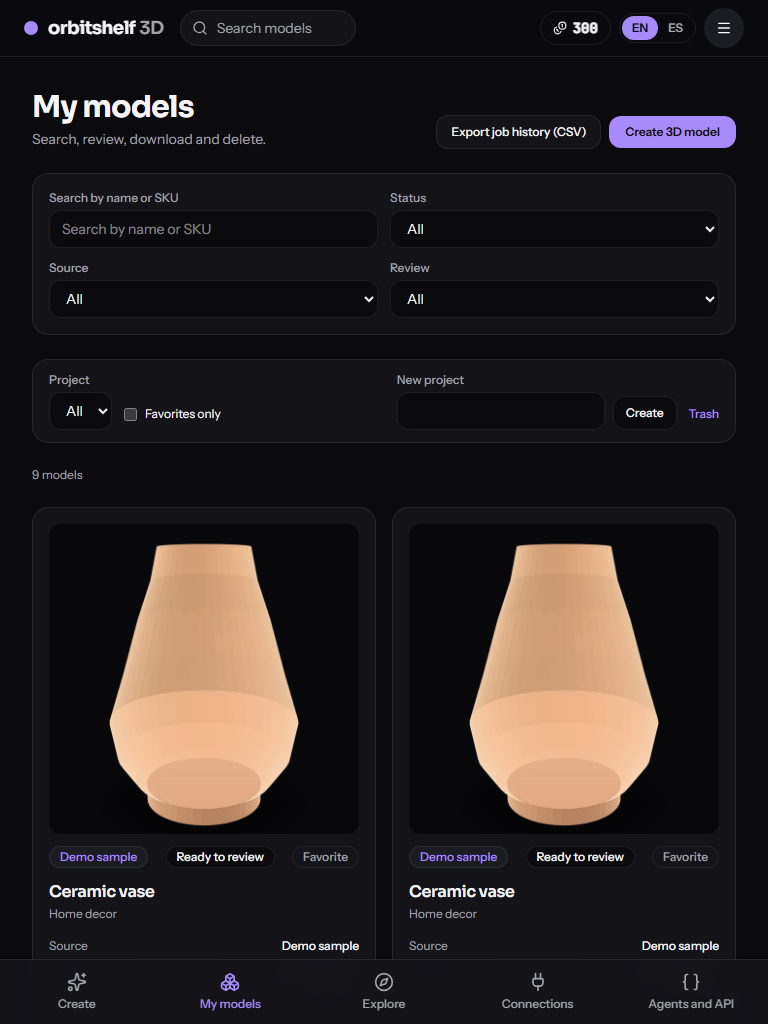 orbitshelf 3D
Search models
300
EN ES
My models
Search, review, download and delete.
Export job history (CSV)
Create 3D model
Search by name or SKU
Status
Search by name or SKU
All
Source
Review
All
All
Project
New project
All
Favorites only
Create
Trash
9 models
Demo sample
Ready to review
Favorite
Demo sample
Ready to review
Favorite
Ceramic vase
Ceramic vase
Home decor
Home decor
Source
Demo sample
Source
Demo sample
Create
My models
Explore
Connections
Agents and API